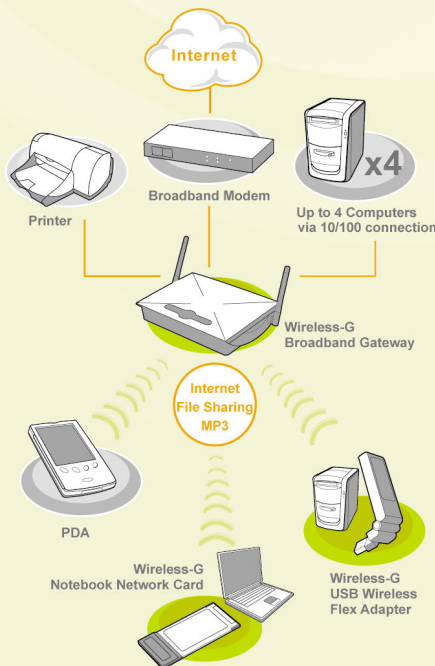 Internet
x4
Printer
Broadband Modem
Up to 4 Computers
via 10/100 connection
Wireless-G
Broadband Gateway
Internet
File Sharing
MP3
PDA
Wireless-G
Notebook Network Card
Wireless-G
USB Wireless
Flex Adapter